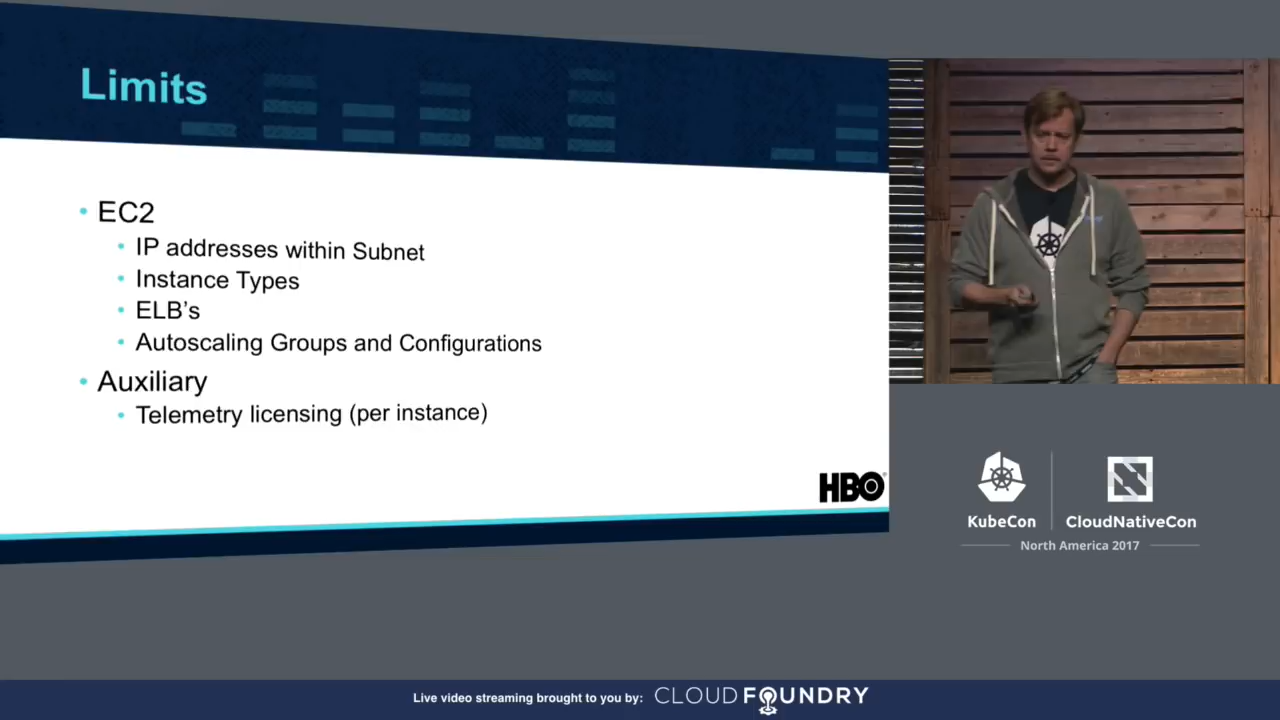 Limits
EC2
IP addresses within Subnet
Instance Types
ELB's
Autoscaling Groups and Configurations
Auxiliary
Telemetry licensing (per instance)
HBO
KubeCon
CloudNativeCon
North America 2017
Live video streaming brought to you by:
CLOUD FOUNDRY